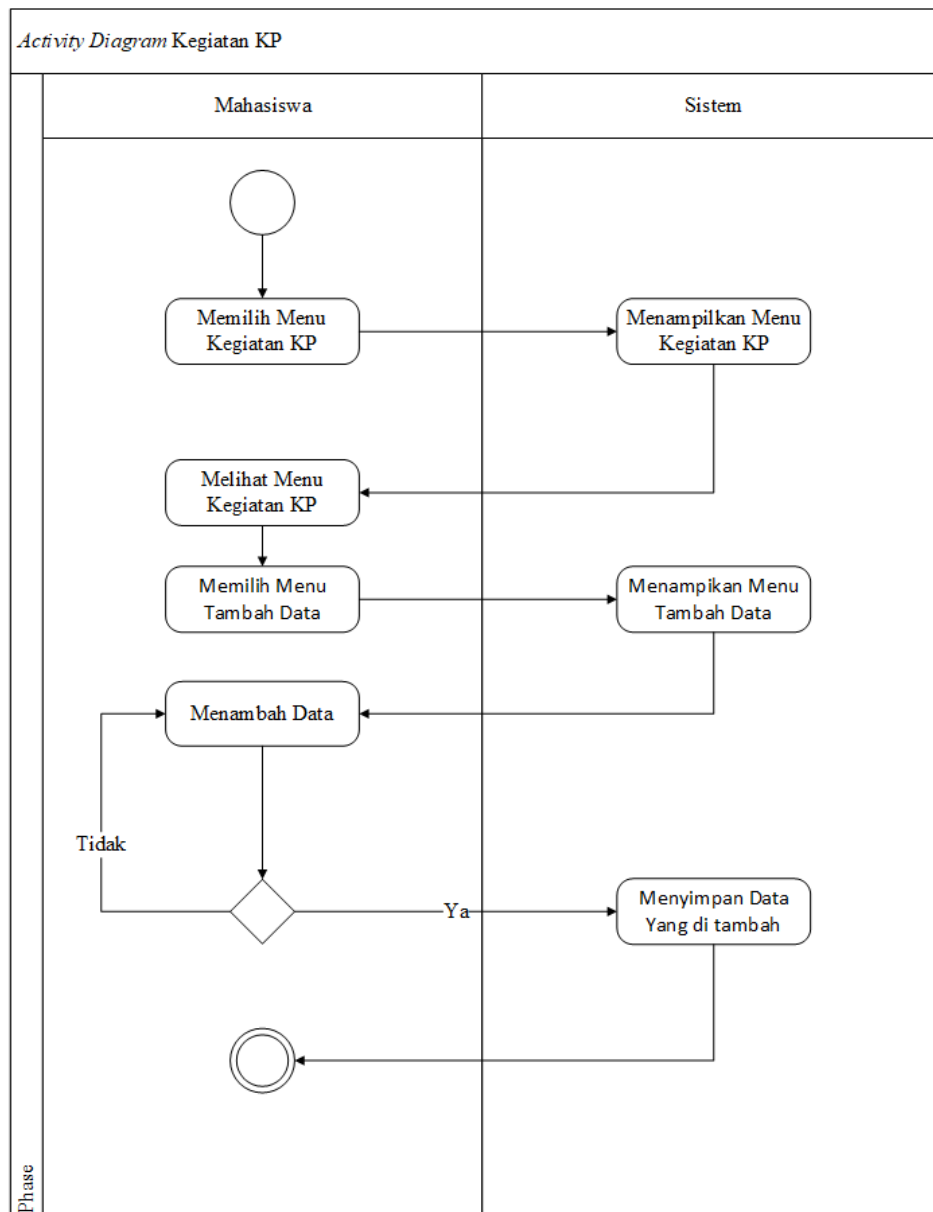 Activity Diagram Kegiatan KP
Mahasiswa
Sistem
Memilih Menu
Kegiatan KP
Menampilkan Menu
Kegiatan KP
Melihat Menu
Kegiatan KP
Memilih Menu
Tambah Data
Menampikan Menu
Tambah Data
Menambah Data
Tidak
Ya
Menyimpan Data
Yang di tambah
Phase